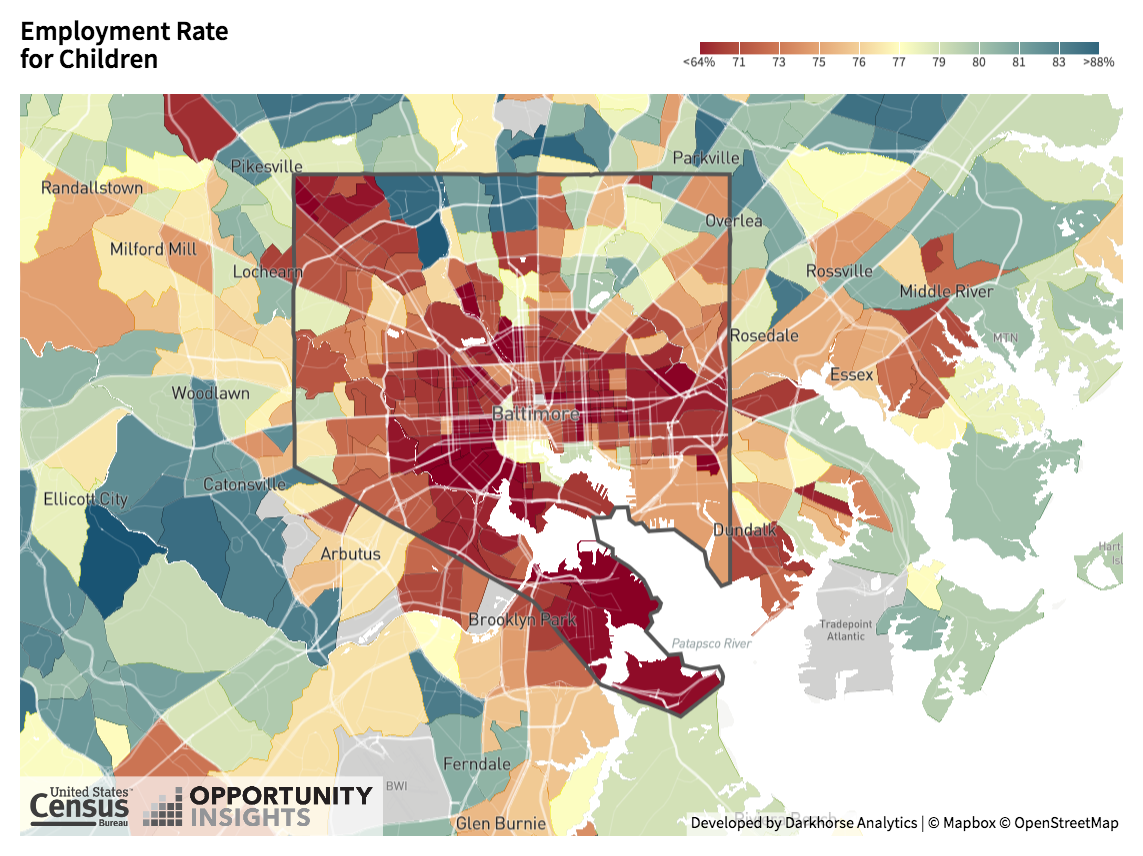 Employment Rate
for Children
<64% 71 73 75 76 77 79 80 81 83 >88%
Pikesville
Parkville
Randallstown
Overlea
Milford Mill
Lochearn
Rossville
Middle River
Rosedale
MTN
Essex
Woodlawn
Baltimore
Catonsville
Ellicott City
Dundalk
Arbutus
Hart
Isl
Brooklyn Park
Tradepoint
Atlantic
Patapsco River
Ferndale
BWI
United States
Census
Bureau
OPPORTUNITY
INSIGHTS
Glen Burnie
Developed by Darkhorse Analytics | © Mapbox © OpenStreetMap